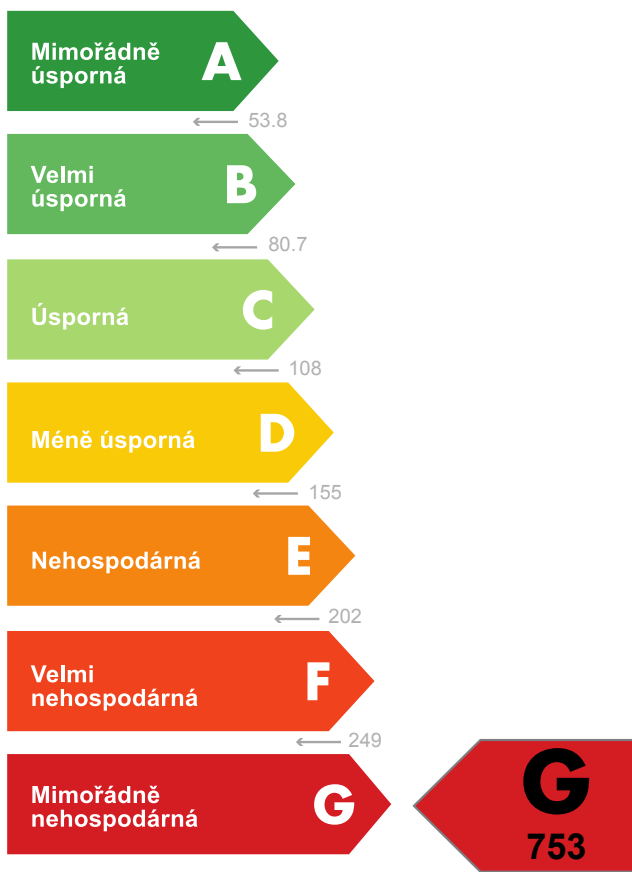 Mimořádně
úsporná
A
53.8
Velmi
úsporná
B
80.7
Úsporná
C
108
Méně úsporná
D
155
Nehospodárná
E
202
Velmi
nehospodárná
F
249
Mimořádně
nehospodárná
G
G
753